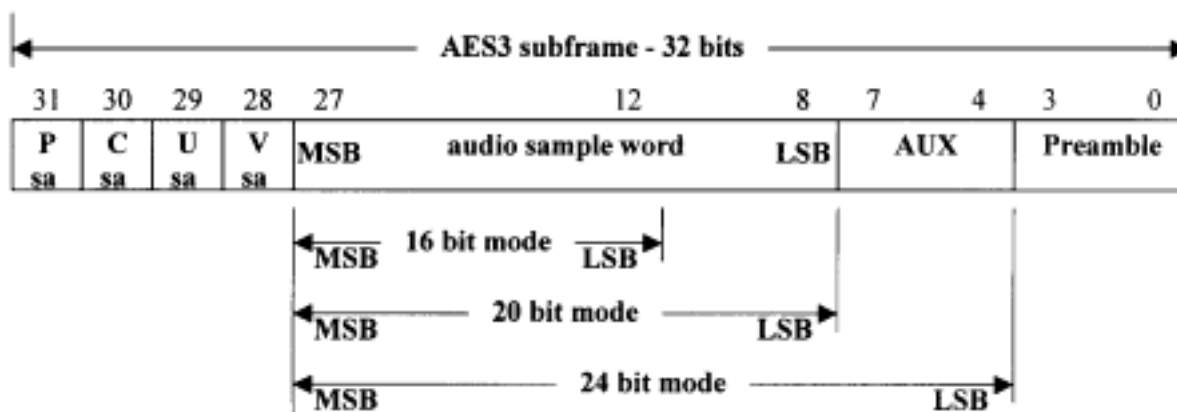 AES3 subframe - 32 bits
31 30 29 28 27 12 8 7 4 3 0
P C U V MSB audio sample word LSB AUX Preamble
sa sa sa sa
16 bit mode
MSB LSB
20 bit mode
MSB LSB
24 bit mode
MSB LSB